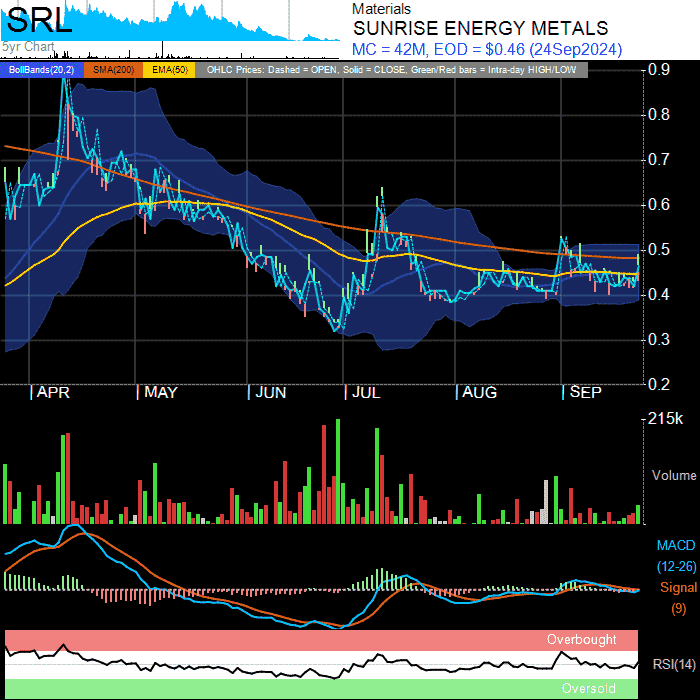 SRL
5yr Chart
Materials
SUNRISE ENERGY METALS
MC = 42M, EOD = $0.46 (24Sep2024)
BollBands(20,2) SMA(200) EMA(50) OHLC Prices: Dashed = OPEN, Solid = CLOSE, Green/Red bars = Intra-day HIGH/LOW
0.9
0.8
0.7
0.6
0.5
0.4
0.3
0.2
APR MAY JUN JUL AUG SEP
215k
Volume
MACD
(12-26)
Signal
(9)
Overbought
RSI(14)
Oversold